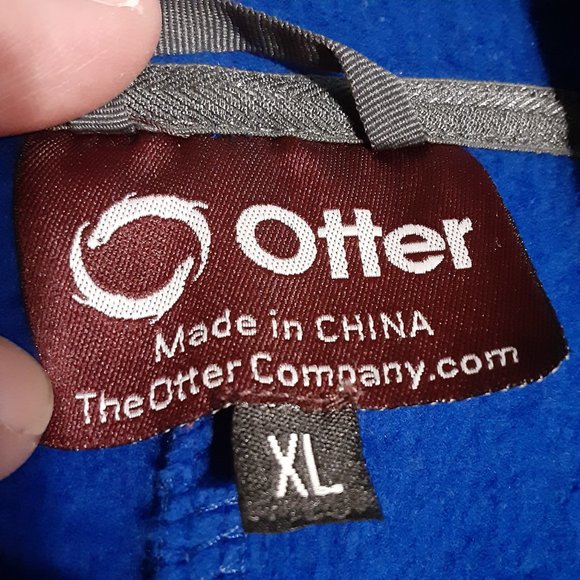 Otter
Made in CHINA
TheOtterCompany.com
XL